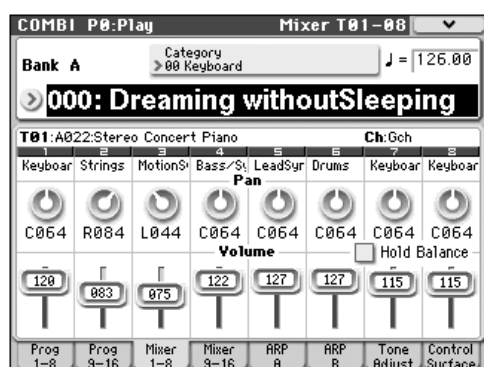 COMBI P0:Play Mixer T01-08
Category
Bank A >00 Keyboard ♩= 126.00
000: Dreaming withoutSleeping
T01:A022:Stereo Concert Piano Ch:Gch
1 2 3 4 5 6 7 8
Keyboar Strings MotionS Bass/Sy LeadSyr Drums Keyboar Keyboar
Pan
C064 R084 L044 C064 C064 C064 C064 C064
Volume Hold Balance
120 083 075 122 127 127 115 115
Prog Prog Mixer Mixer ARP ARP Tone Control
1-8 9-16 1-8 9-16 A B Adjust Surface